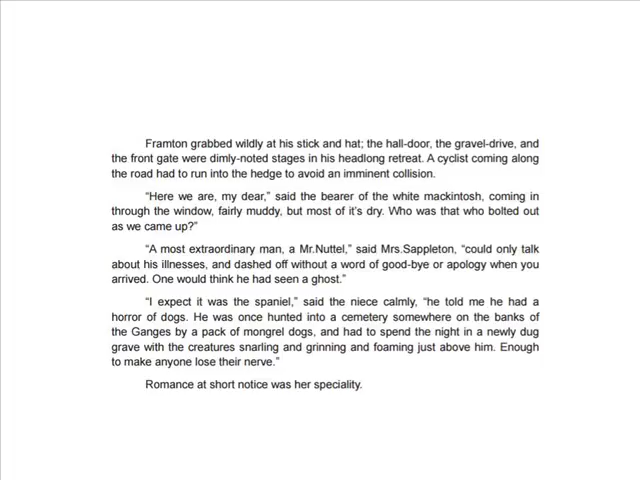 Framton grabbed wildly at his stick and hat; the hall-door, the gravel-drive, and
the front gate were dimly-noted stages in his headlong retreat. A cyclist coming along
the road had to run into the hedge to avoid an imminent collision.
“Here we are, my dear,” said the bearer of the white mackintosh, coming in
through the window, fairly muddy, but most of it’s dry. Who was that who bolted out
as we came up?”
“A most extraordinary man, a Mr.Nuttel,” said Mrs.Sappleton, “could only talk
about his illnesses, and dashed off without a word of good-bye or apology when you
arrived. One would think he had seen a ghost.”
“I expect it was the spaniel,” said the niece calmly, “he told me he had a
horror of dogs. He was once hunted into a cemetery somewhere on the banks of
the Ganges by a pack of mongrel dogs, and had to spend the night in a newly dug
grave with the creatures snarling and grinning and foaming just above him. Enough
to make anyone lose their nerve.”
Romance at short notice was her speciality.